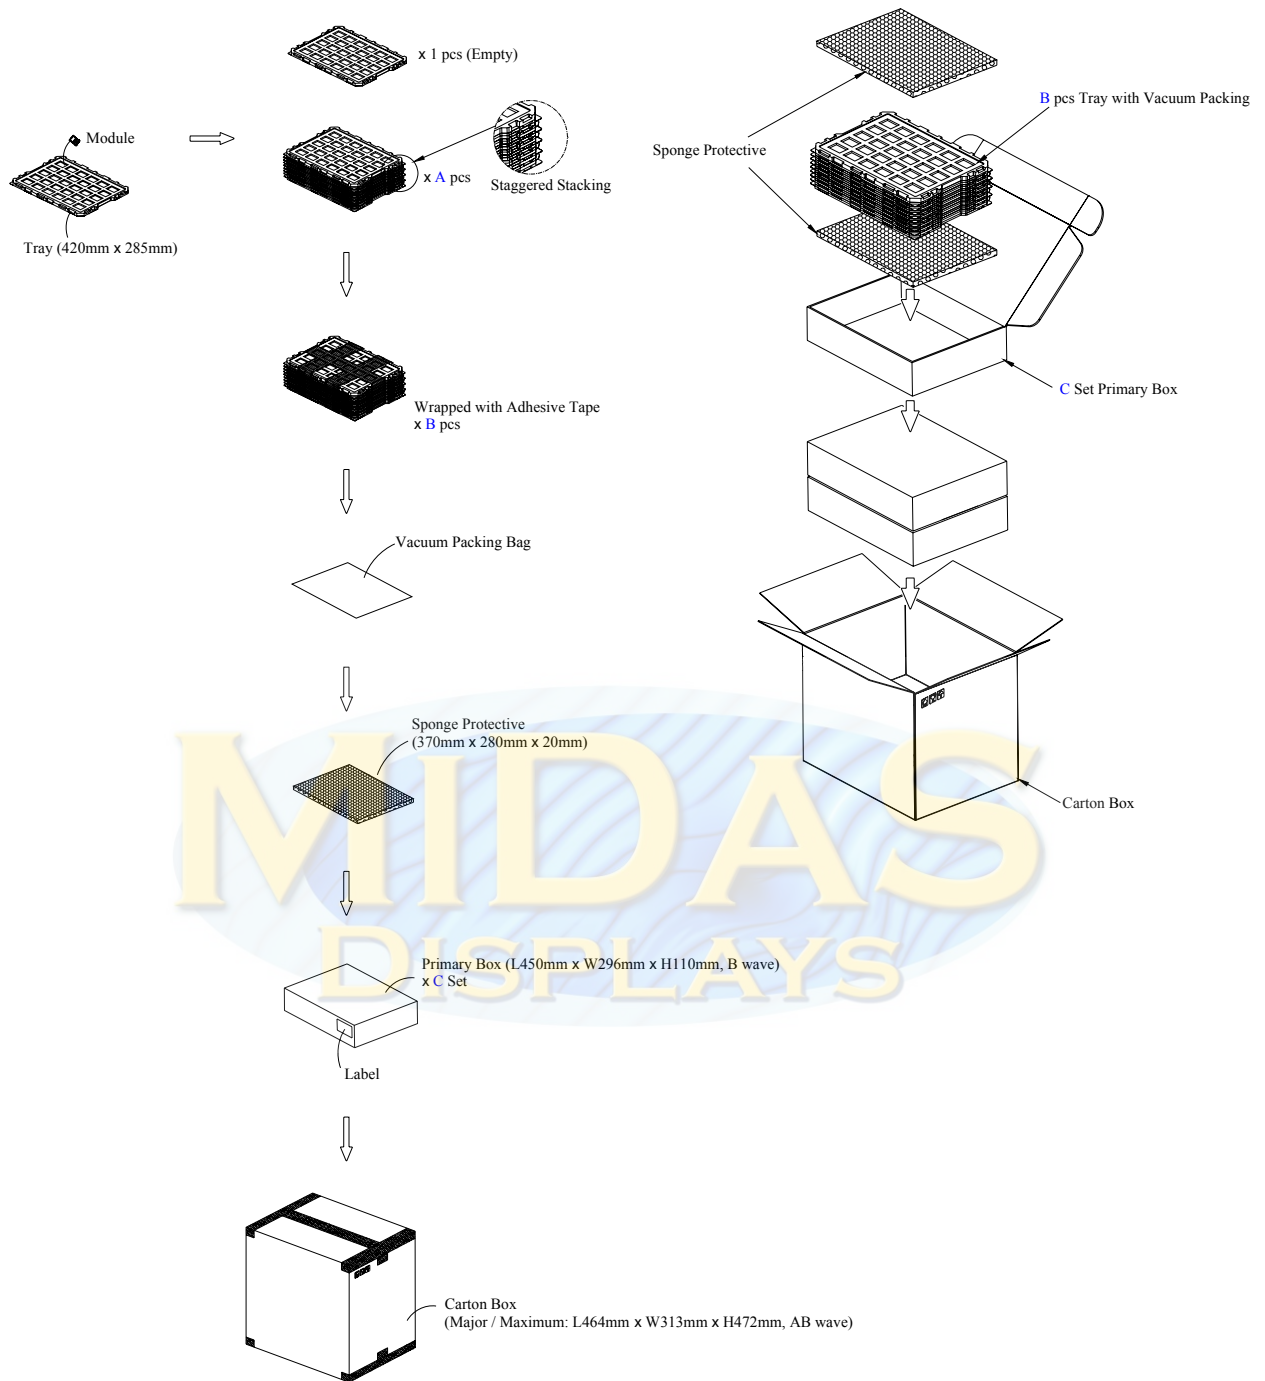 x 1 pcs (Empty)
Module
x A pcs
Staggered Stacking
Tray (420mm x 285mm)
Wrapped with Adhesive Tape
x B pcs
Vacuum Packing Bag
Sponge Protective
(370mm x 280mm x 20mm)
Primary Box (L450mm x W296mm x H110mm, B wave)
x C Set
Label
Carton Box
(Major / Maximum: L464mm x W313mm x H472mm, AB wave)
B pcs Tray with Vacuum Packing
Sponge Protective
C Set Primary Box
Carton Box
MIDAS
DISPLAYS